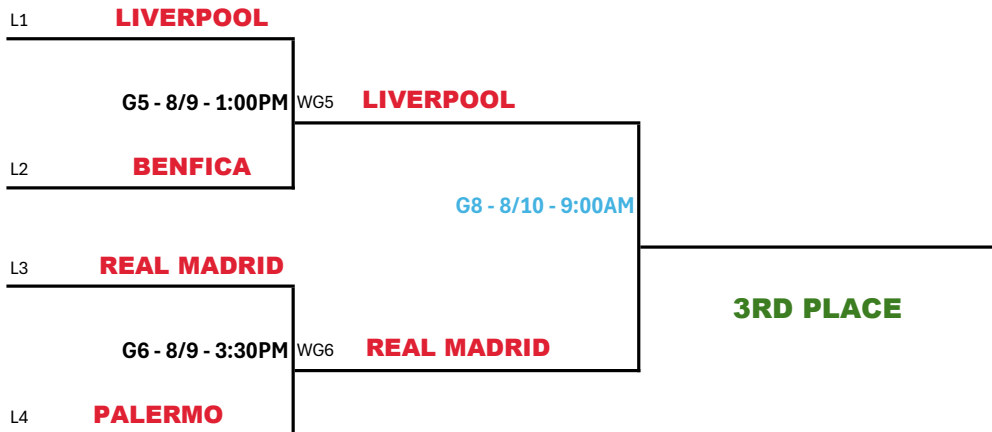 L1 LIVERPOOL
G5 - 8/9 - 1:00PM WG5 LIVERPOOL
L2 BENFICA
G8 - 8/10 - 9:00AM
L3 REAL MADRID
3RD PLACE
G6 - 8/9 - 3:30PM WG6 REAL MADRID
L4 PALERMO